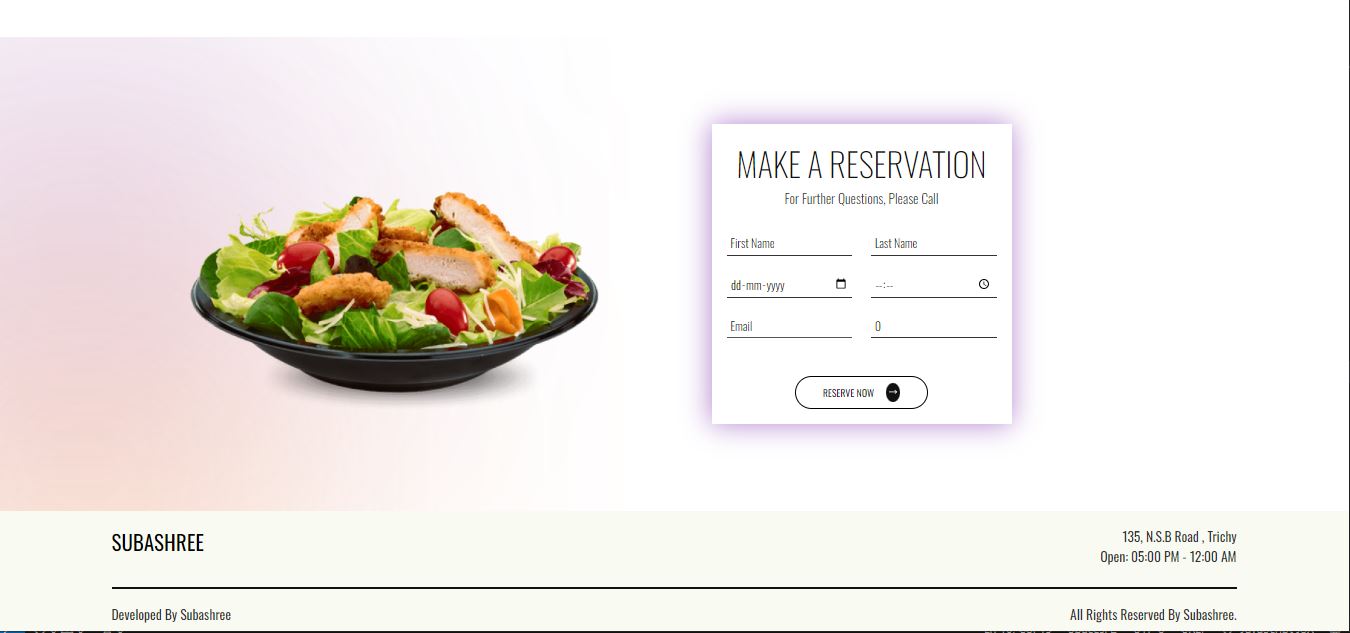 MAKE A RESERVATION
For Further Questions, Please Call
First Name Last Name
dd-mm-yyyy --:--
Email 0
RESERVE NOW
SUBASHREE
135, N.S.B Road , Trichy
Open: 05:00 PM - 12:00 AM
Developed By Subashree All Rights Reserved By Subashree.